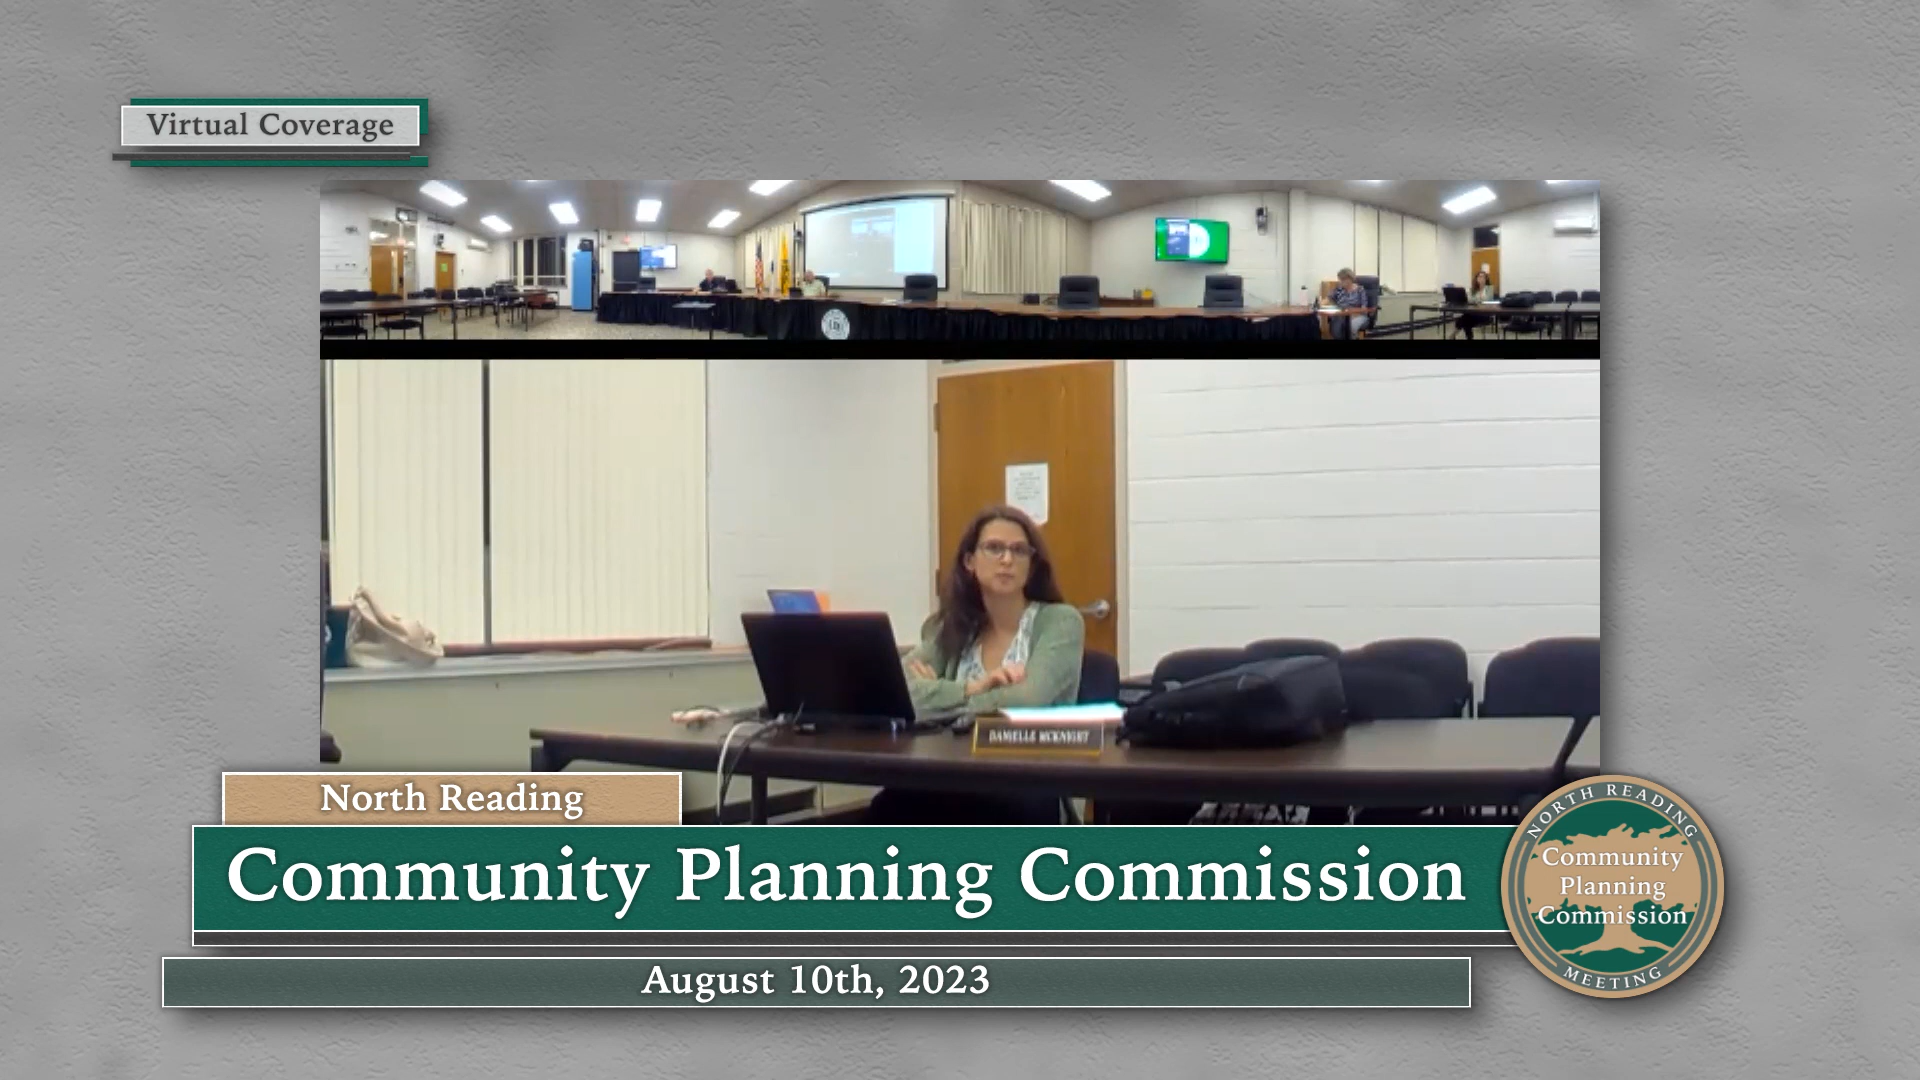 Virtual Coverage
DANIELLE MCKNIGHT
North Reading
Community Planning Commission
August 10th, 2023
NORTH READING
Community
Planning
Commission
MEETING